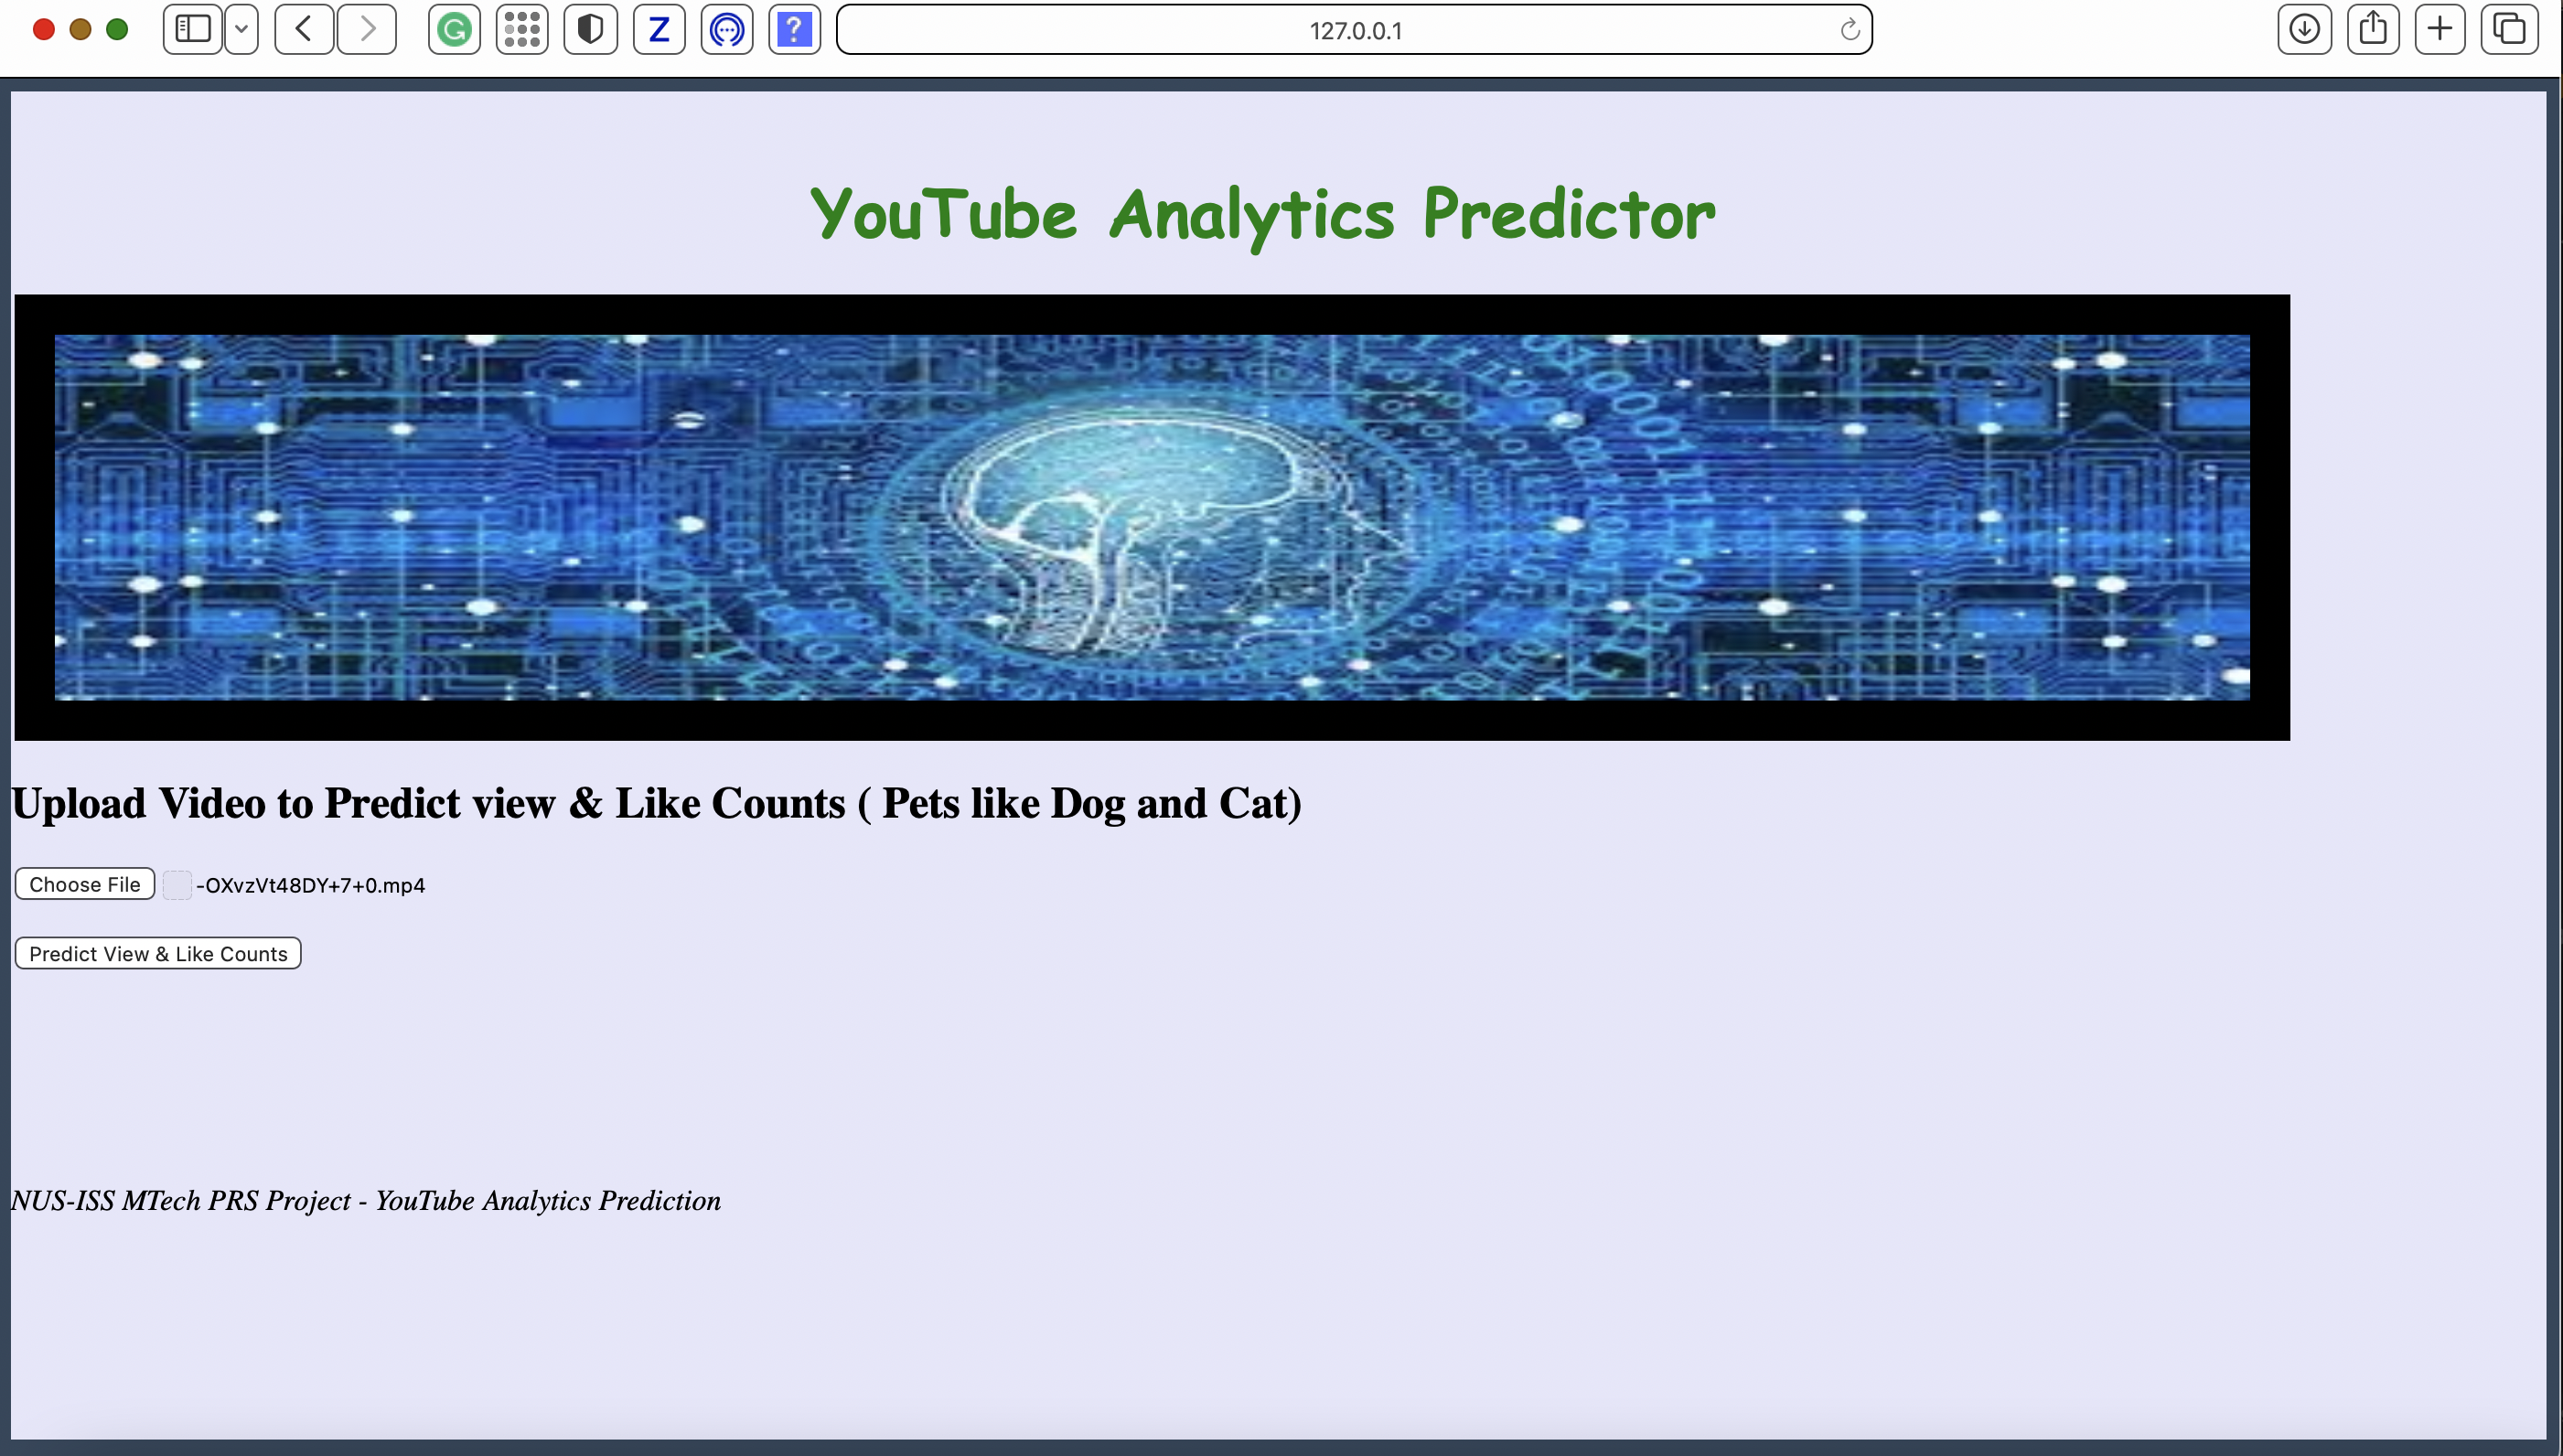 127.0.0.1
YouTube Analytics Predictor
Upload Video to Predict view & Like Counts ( Pets like Dog and Cat)
Choose File -OXvzVt48DY+7+0.mp4
Predict View & Like Counts
NUS-ISS MTech PRS Project - YouTube Analytics Prediction